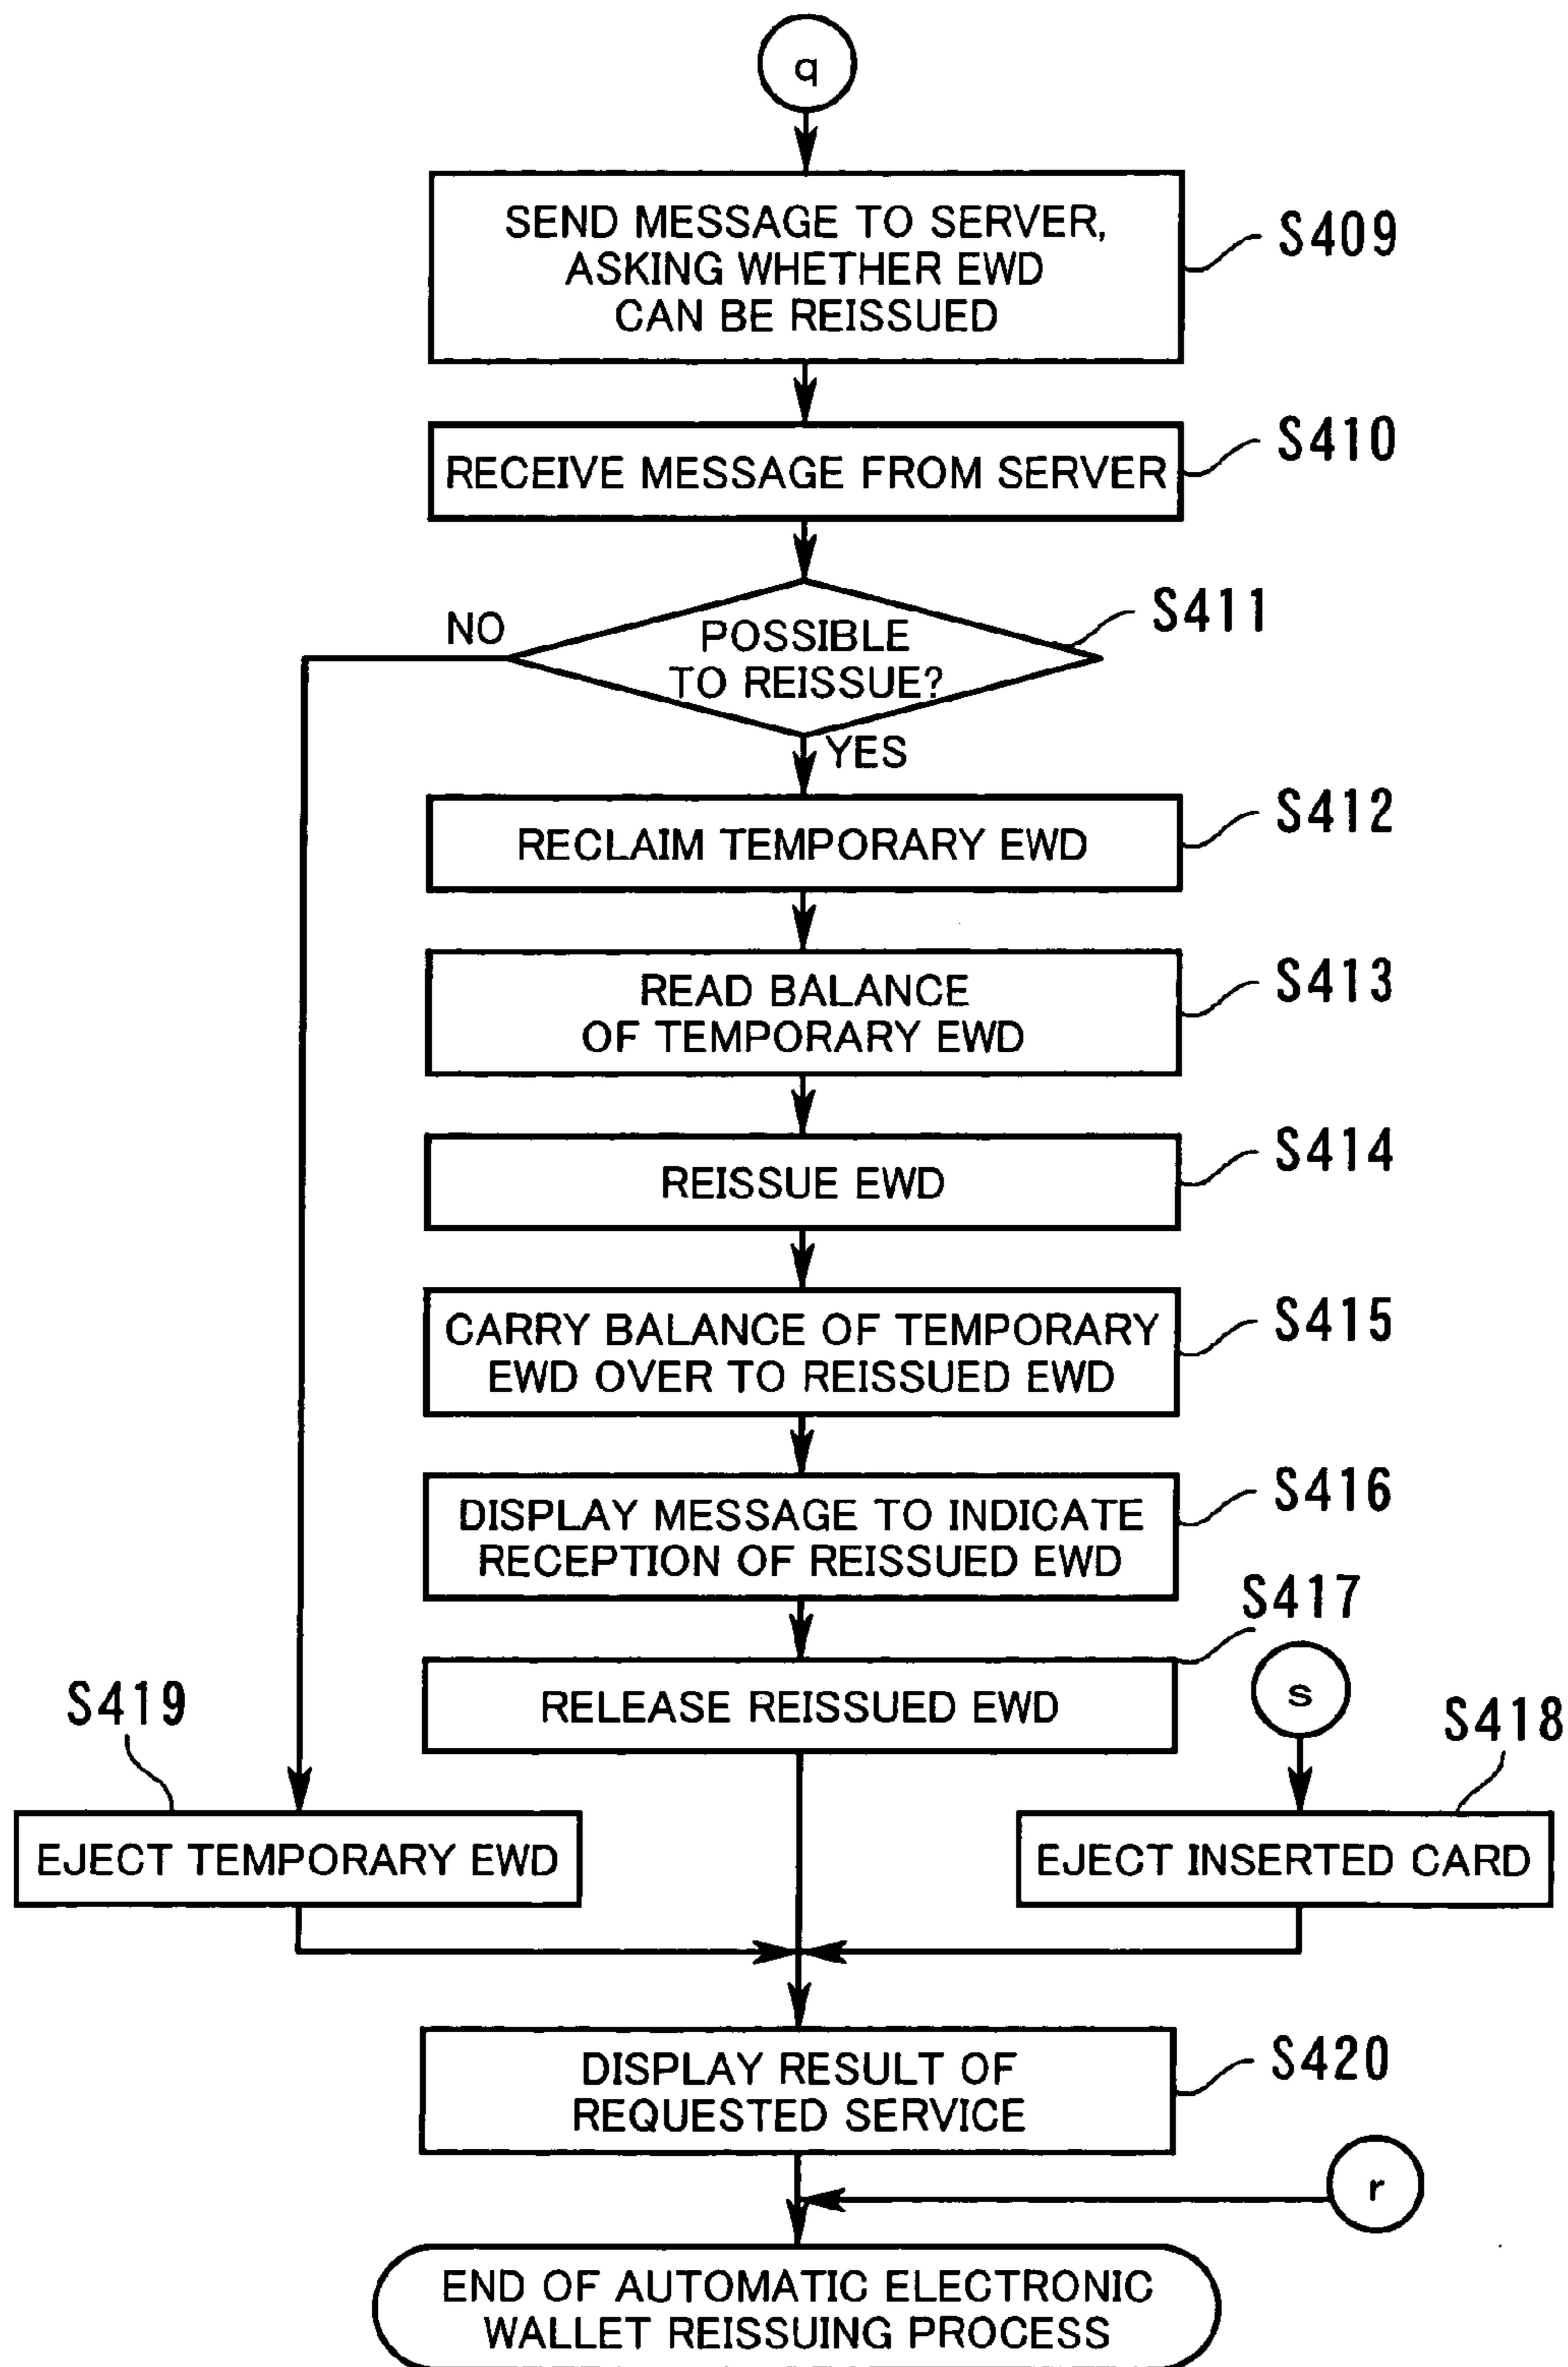 q
SEND MESSAGE TO SERVER,
ASKING WHETHER EWD
CAN BE REISSUED
S409
RECEIVE MESSAGE FROM SERVER
S410
NO
POSSIBLE
TO REISSUE?
S411
YES
RECLAIM TEMPORARY EWD
S412
READ BALANCE
OF TEMPORARY EWD
S413
REISSUE EWD
S414
CARRY BALANCE OF TEMPORARY
EWD OVER TO REISSUED EWD
S415
DISPLAY MESSAGE TO INDICATE
RECEPTION OF REISSUED EWD
S416
RELEASE REISSUED EWD
S417
s
S419
S418
EJECT TEMPORARY EWD
EJECT INSERTED CARD
DISPLAY RESULT OF
REQUESTED SERVICE
S420
r
END OF AUTOMATIC ELECTRONIC
WALLET REISSUING PROCESS